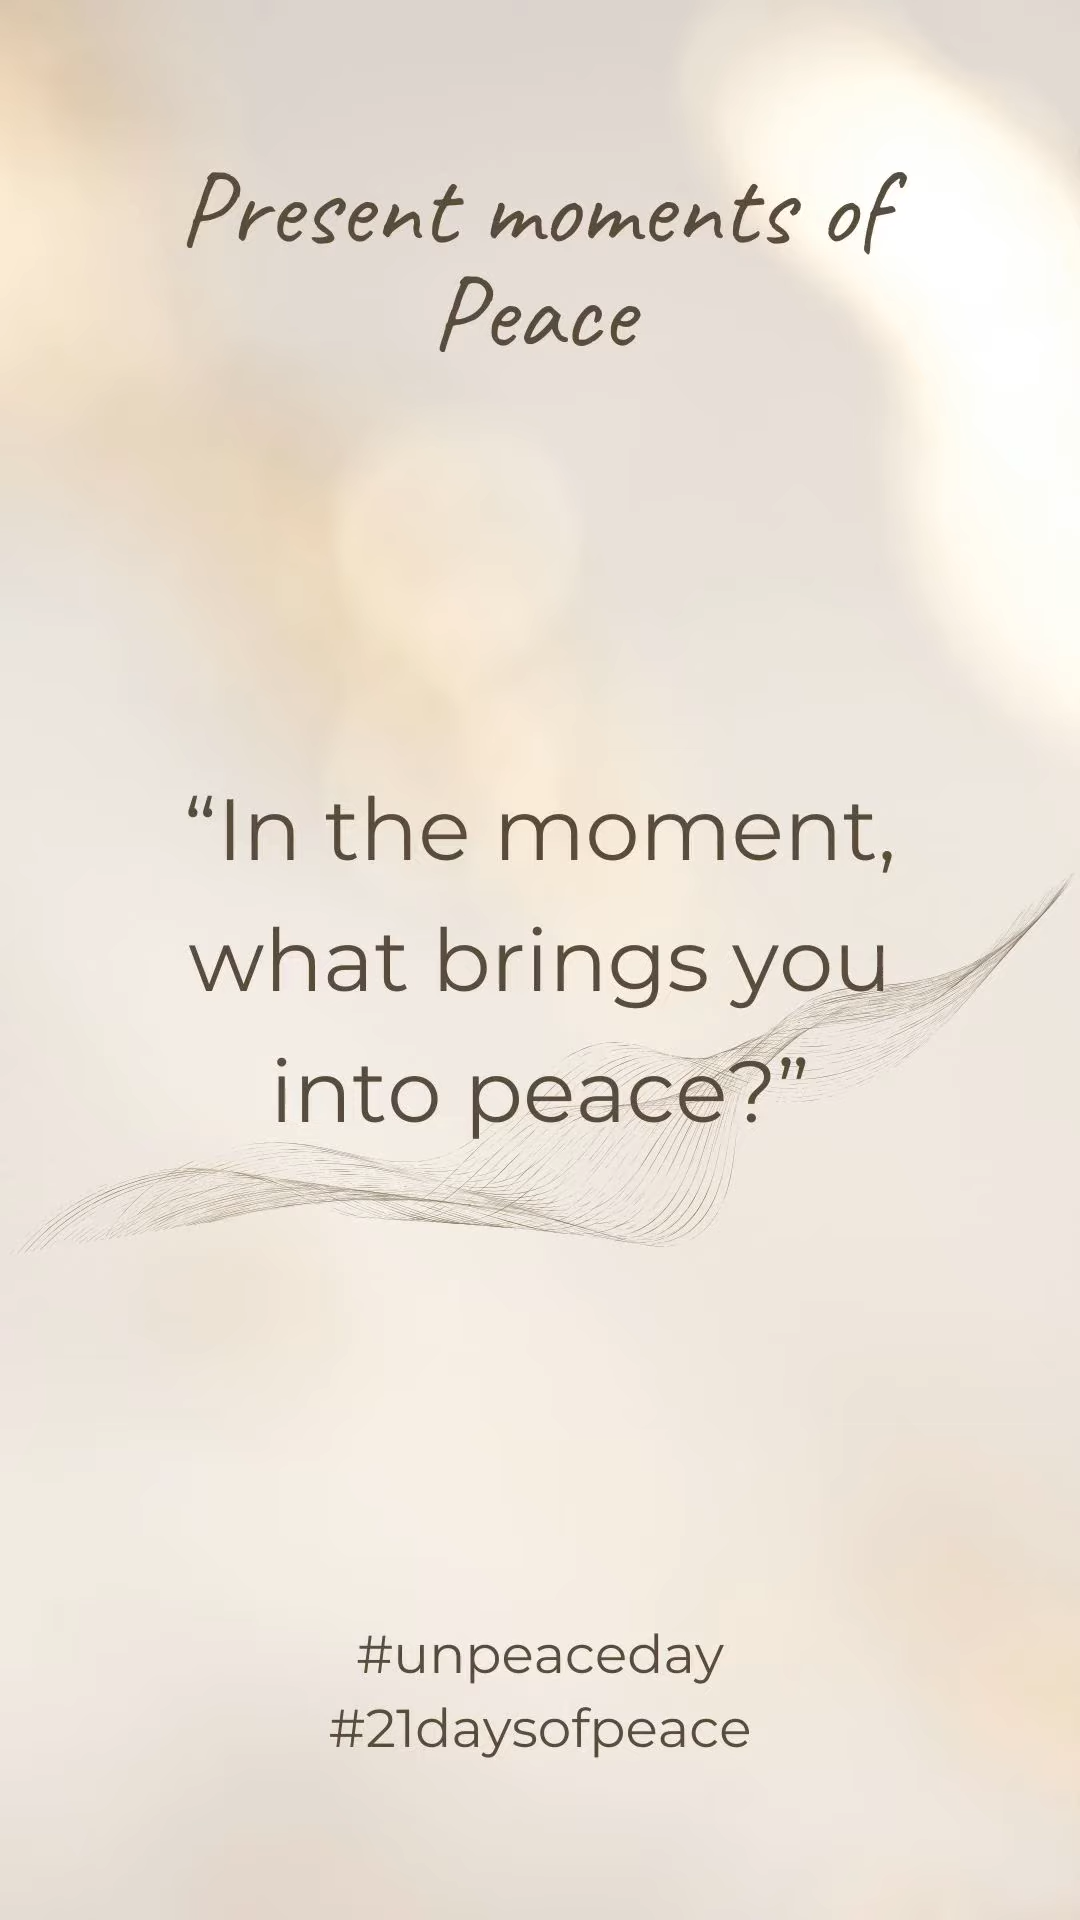 Present moments of
Peace
“In the moment,
what brings you
into peace?”
#unpeaceday
#21daysofpeace